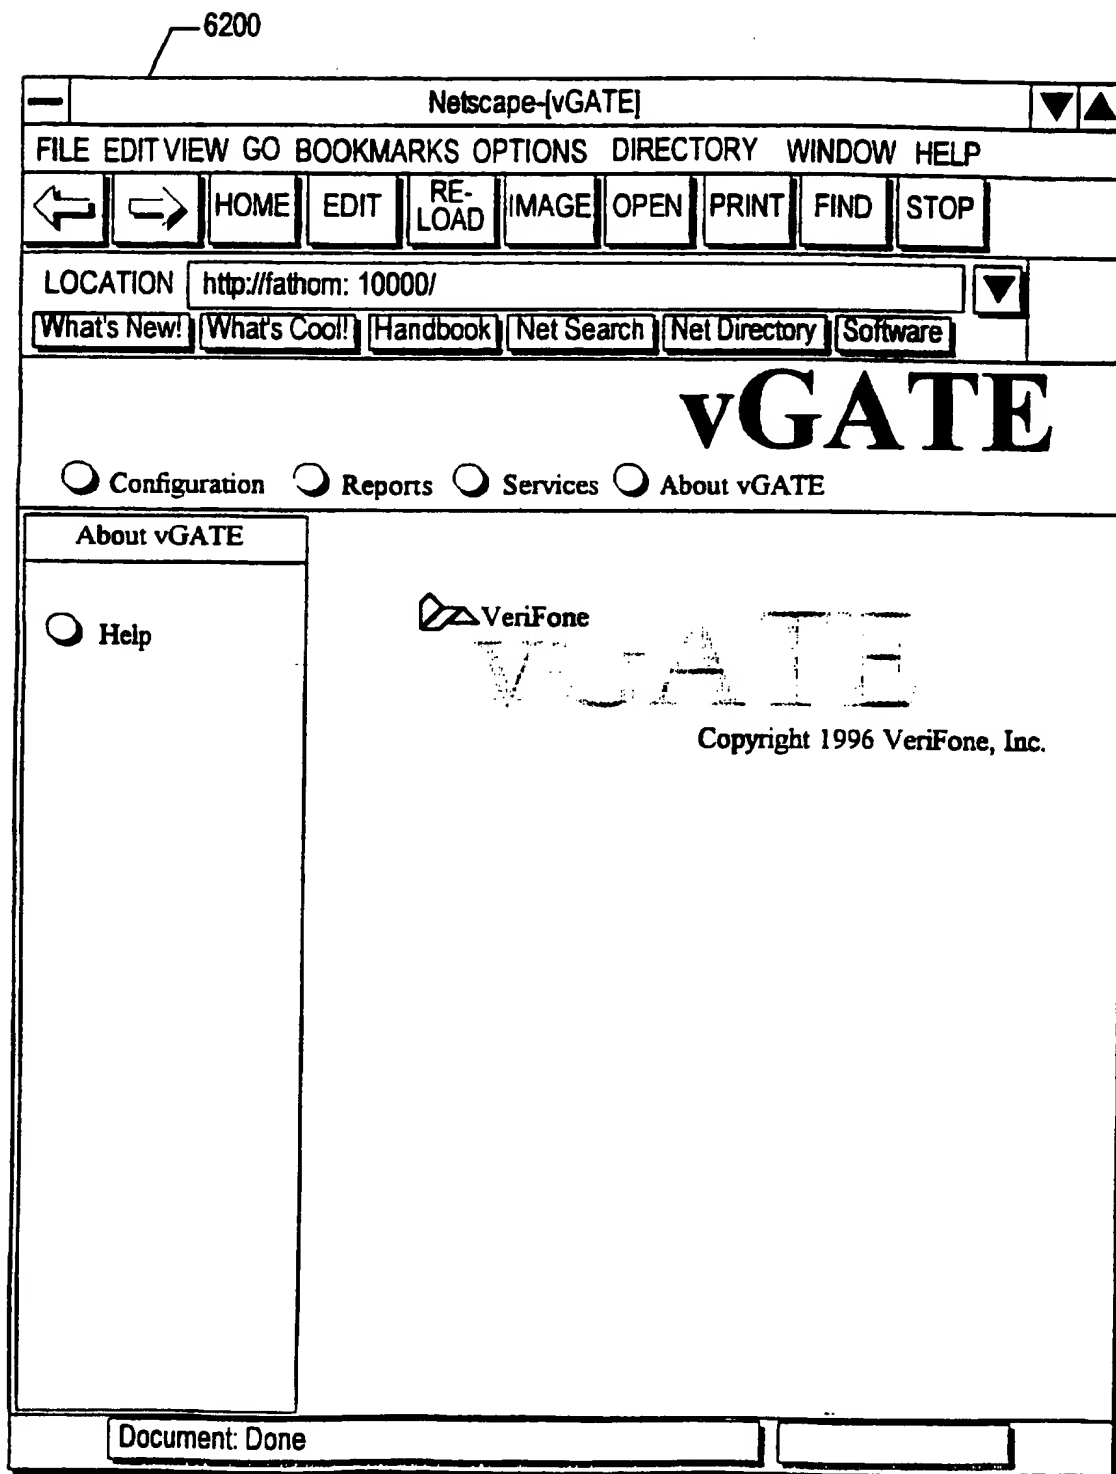 6200
Netscape-[vGATE]
FILE EDIT VIEW GO BOOKMARKS OPTIONS DIRECTORY WINDOW HELP
HOME EDIT RE-LOAD IMAGE OPEN PRINT FIND STOP
LOCATION http://fathom: 10000/
What's New! What's Cool! Handbook Net Search Net Directory Software
vGATE
Configuration Reports Services About vGATE
About vGATE
Help
VeriFone
vGATE
Copyright 1996 VeriFone, Inc.
Document: Done